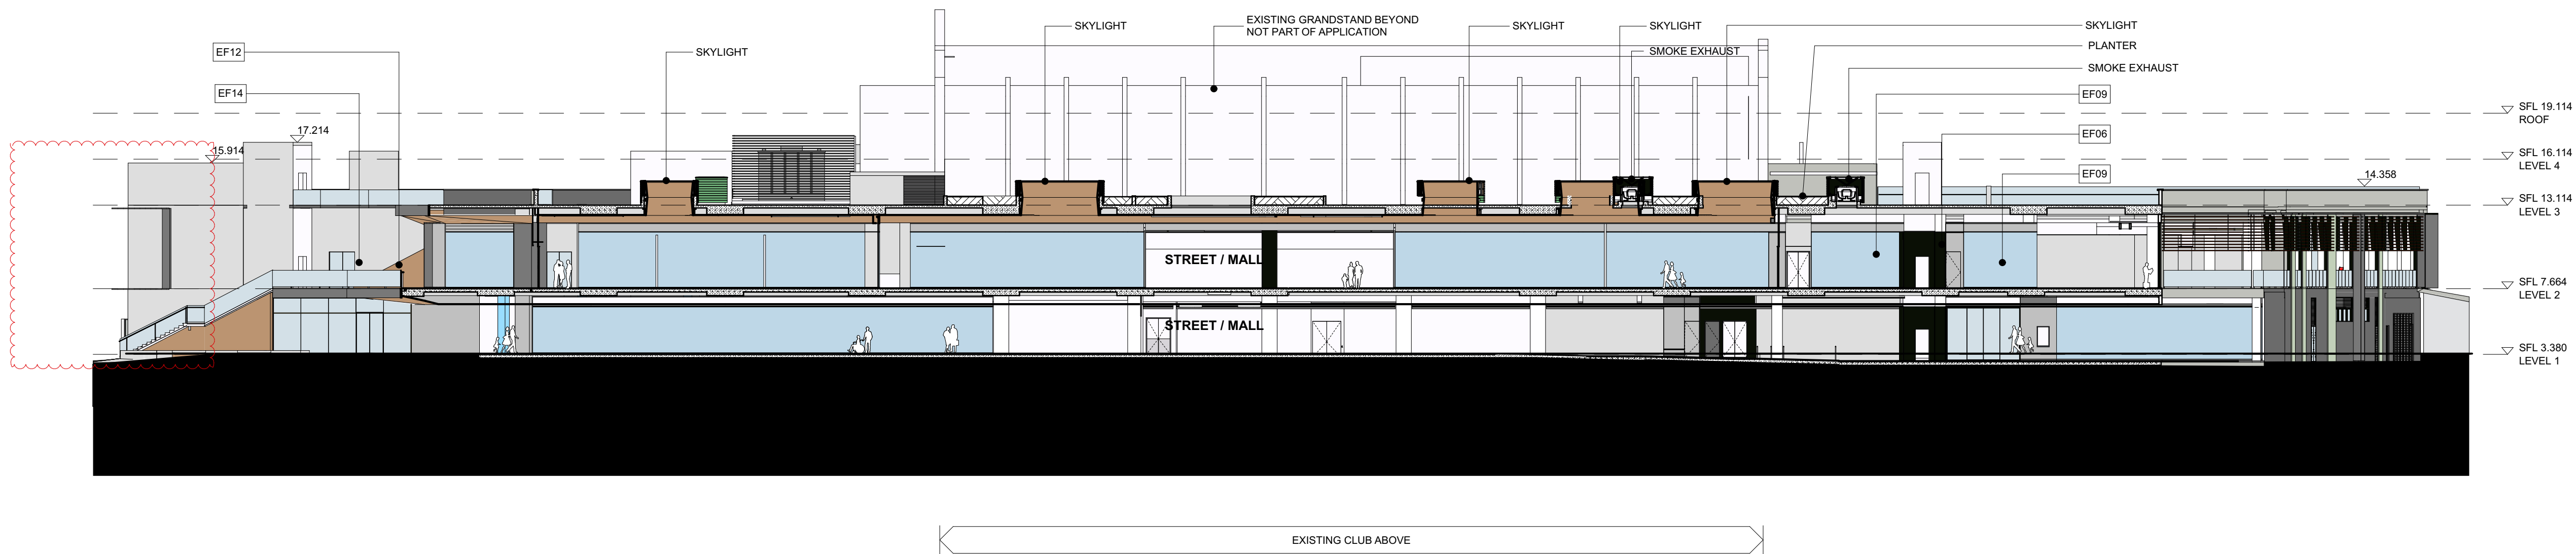 SKYLIGHT
EXISTING GRANDSTAND BEYOND
NOT PART OF APPLICATION
SKYLIGHT
SKYLIGHT
SKYLIGHT
EF12
SKYLIGHT
SMOKE EXHAUST
PLANTER
SMOKE EXHAUST
EF14
EF09
SFL 19.114
ROOF
17.214
EF06
15.914
SFL 16.114
LEVEL 4
EF09
14.358
SFL 13.114
LEVEL 3
STREET / MALL
SFL 7.664
LEVEL 2
STREET / MALL
SFL 3.380
LEVEL 1
EXISTING CLUB ABOVE